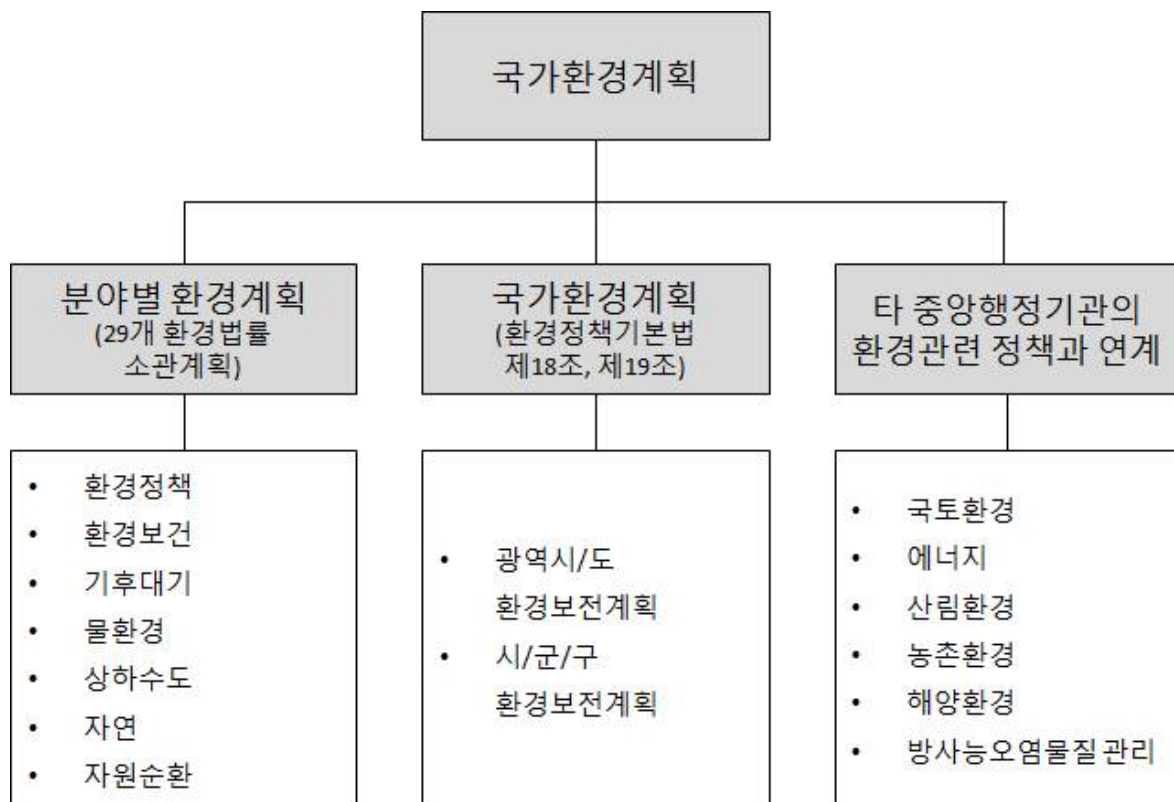 국가환경계획
분야별 환경계획
(29개 환경법률
소관계획)
국가환경계획
(환경정책기본법
제18조, 제19조)
타 중앙행정기관의
환경관련 정책과 연계
• 환경정책
• 환경보건
• 기후대기
• 물환경
• 상하수도
• 자연
• 자원순환
• 광역시/도
환경보전계획
• 시/군/구
환경보전계획
• 국토환경
• 에너지
• 산림환경
• 농촌환경
• 해양환경
• 방사능오염물질 관리